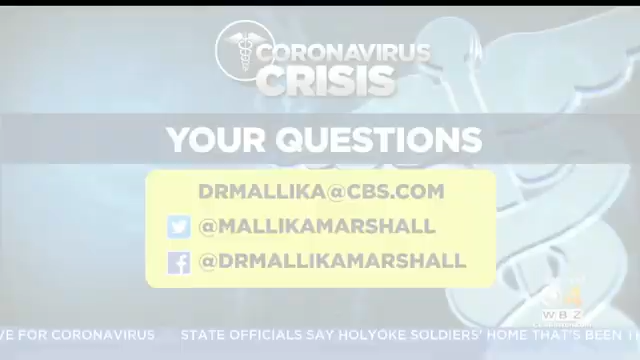 CORONAVIRUS
CRISIS
YOUR QUESTIONS
DRMALLIKA@CBS.COM
@MALLIKAMARSHALL
@DRMALLIKAMARSHALL
4
WBZ
VE FOR CORONAVIRUS STATE OFFICIALS SAY HOLYOKE SOLDIERS' HOME THAT'S BEEN